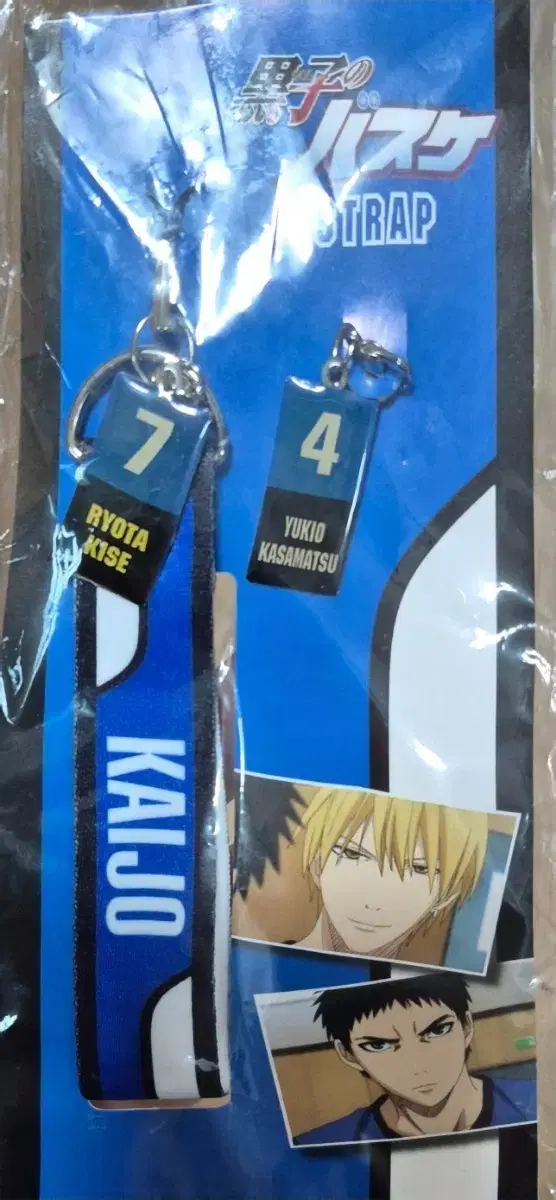 黒子の
バスケ
STRAP
7
RYOTA
KISE
4
YUKIO
KASAMATSU
KAIJO